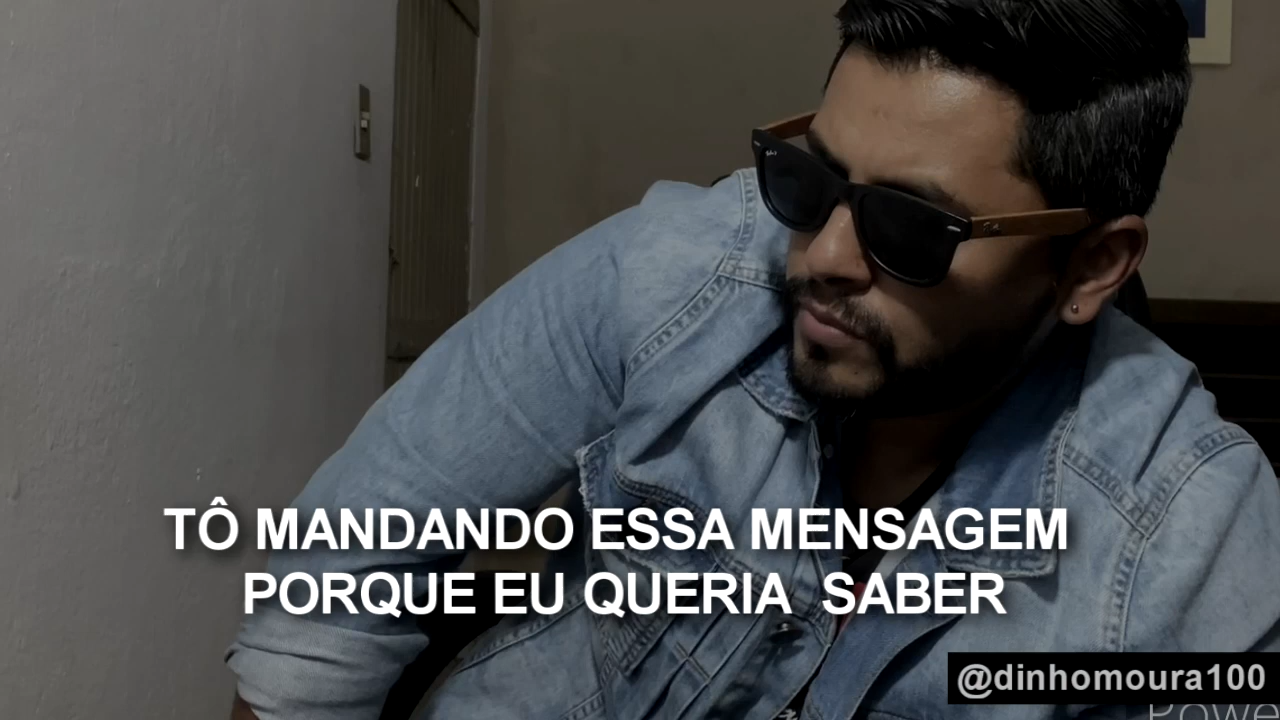 TÔ MANDANDO ESSA MENSAGEM
PORQUE EU QUERIA SABER
@dinhomoura100